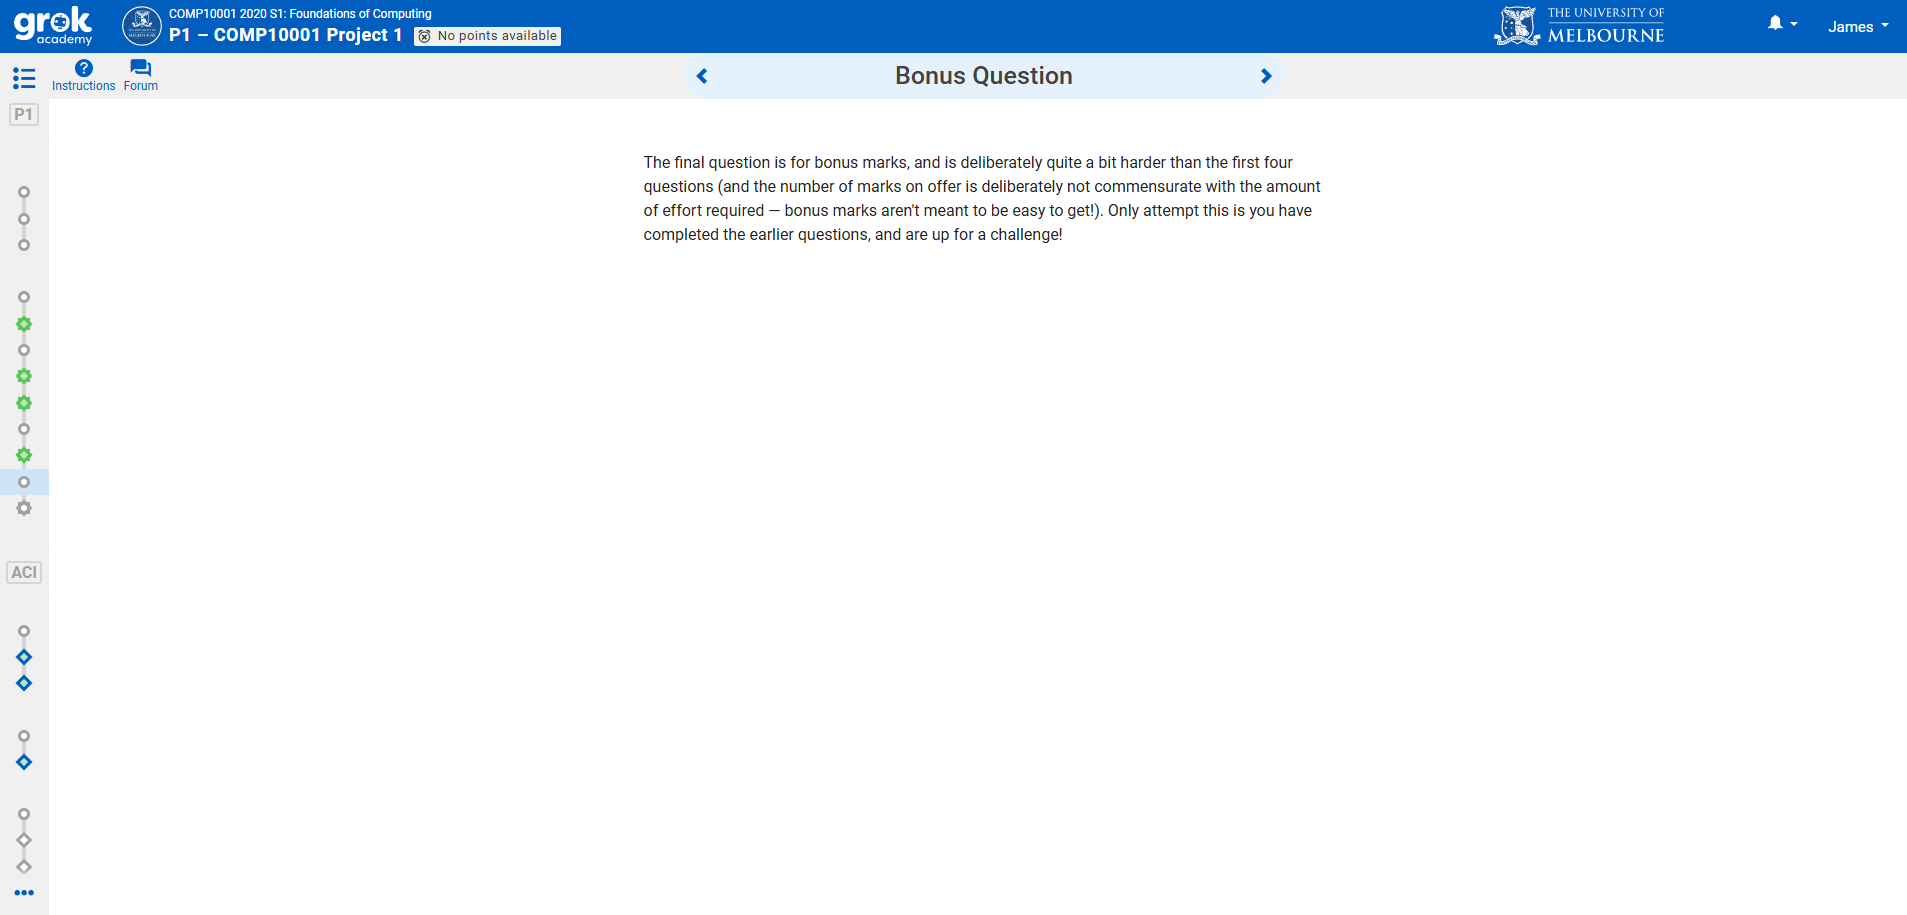 grok
academy
COMP10001 2020 S1: Foundations of Computing
P1 – COMP10001 Project 1
No points available
THE UNIVERSITY OF
MELBOURNE
James
Instructions
Forum
Bonus Question
P1
The final question is for bonus marks, and is deliberately quite a bit harder than the first four
questions (and the number of marks on offer is deliberately not commensurate with the amount
of effort required — bonus marks aren't meant to be easy to get!). Only attempt this is you have
completed the earlier questions, and are up for a challenge!
ACI